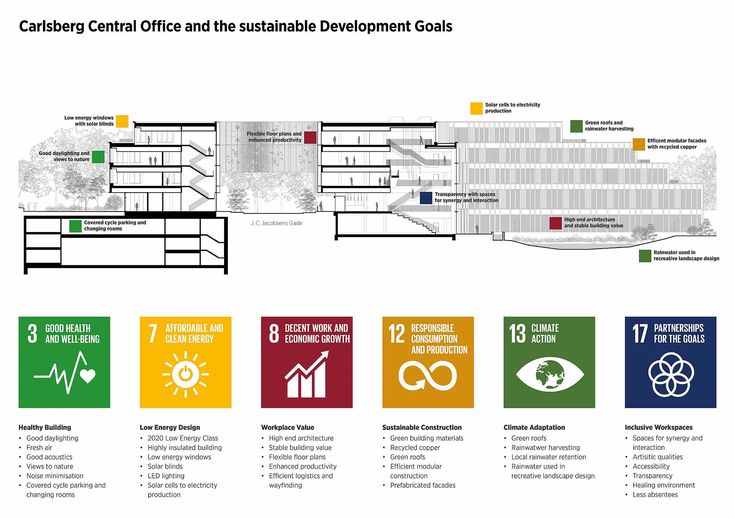 Carlsberg Central Office and the sustainable Development Goals
Low energy windows
with solar blinds
Good daylighting and
views to nature
Covered cycle parking and
changing rooms
Flexible floor plans and
enhanced productivity
J. C. Jacobsens Gade
Transparency with spaces
for synergy and interaction
Solar cells to electricity
production
Green roofs and
rainwater harvesting
Efficent modular facades
with recycled copper
High end architecture
and stable building value
Rainwater used in
recreative landscape design
3 GOOD HEALTH
AND WELL-BEING
Healthy Building
• Good daylighting
• Fresh air
• Good acoustics
• Views to nature
• Noise minimisation
• Covered cycle parking and
changing rooms
7 AFFORDABLE AND
CLEAN ENERGY
Low Energy Design
• 2020 Low Energy Class
• Highly insulated building
• Low energy windows
• Solar blinds
• LED lighting
• Solar cells to electricity
production
8 DECENT WORK AND
ECONOMIC GROWTH
Workplace Value
• High end architecture
• Stable building value
• Flexible floor plans
• Enhanced productivity
• Efficient logistics and
wayfinding
12 RESPONSIBLE
CONSUMPTION
AND PRODUCTION
Sustainable Construction
• Green building materials
• Recycled copper
• Green roofs
• Efficient modular
construction
• Prefabricated facades
13 CLIMATE
ACTION
Climate Adaptation
• Green roofs
• Rainwatwer harvesting
• Local rainwater retention
• Rainwater used in
recreative landscape design
17 PARTNERSHIPS
FOR THE GOALS
Inclusive Workspaces
• Spaces for synergy and
interaction
• Artisitic qualities
• Accessibility
• Transparency
• Healing environment
• Less absentees